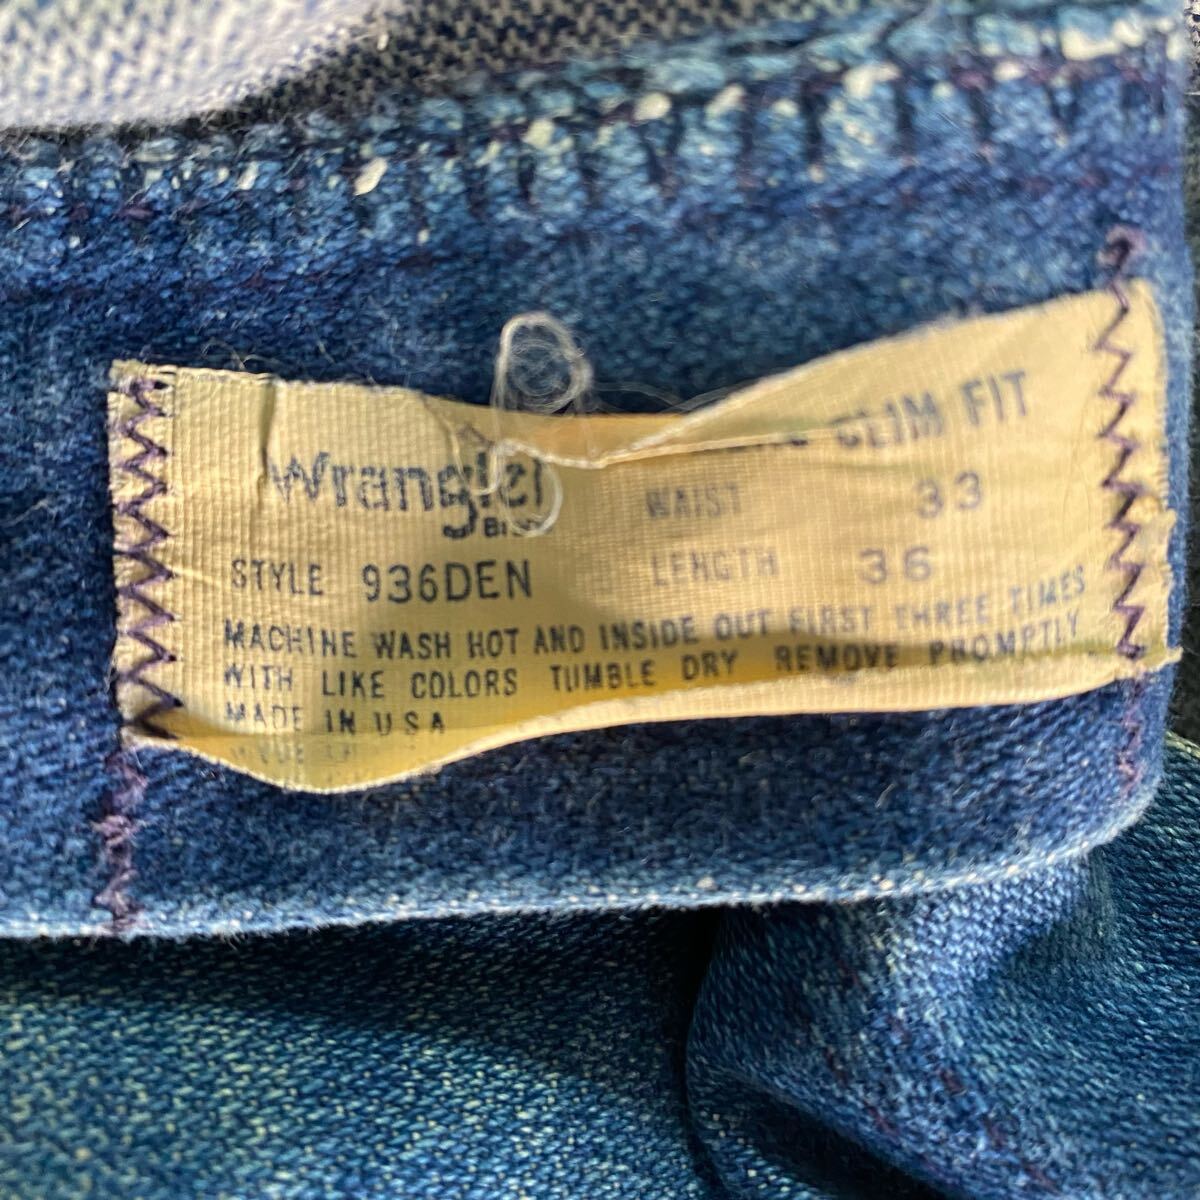 SLIM FIT
Wrangler
WAIST 33
STYLE 936DEN
LENGTH 36
MACHINE WASH HOT AND INSIDE OUT FIRST THREE TIMES
WITH LIKE COLORS TUMBLE DRY REMOVE PROMPTLY
MADE IN U S A